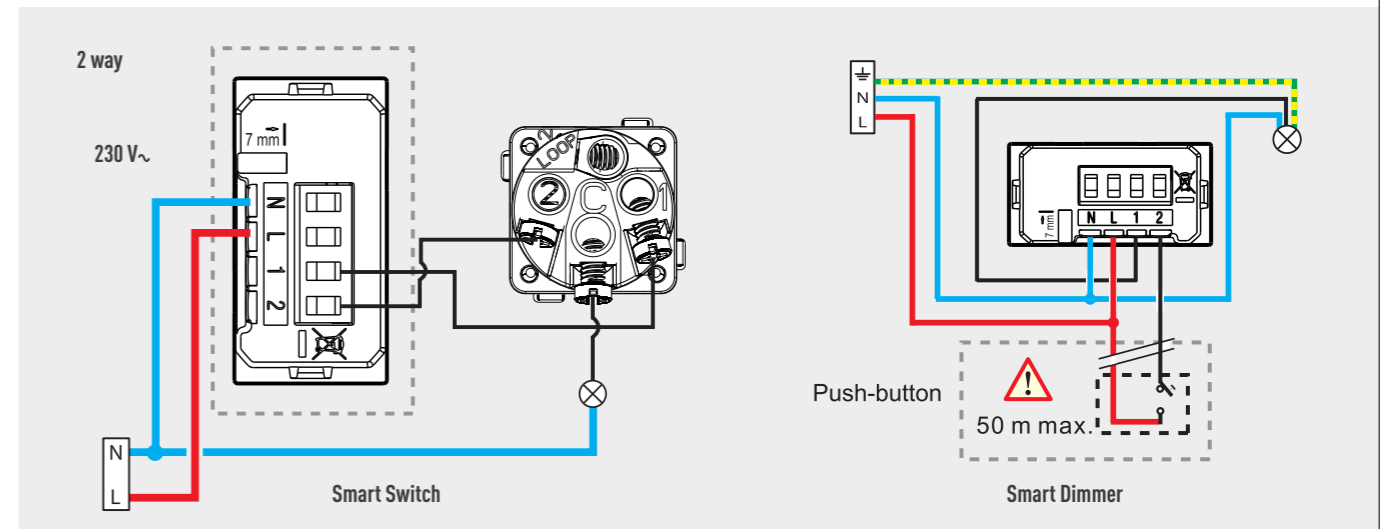 2 way
230 V~
7 mm
N
L
1
2
2
LOOP
2
C
1
N
L
Smart Switch
N
L
7 mm
N L 1 2
Push-button
!
50 m max.
Smart Dimmer